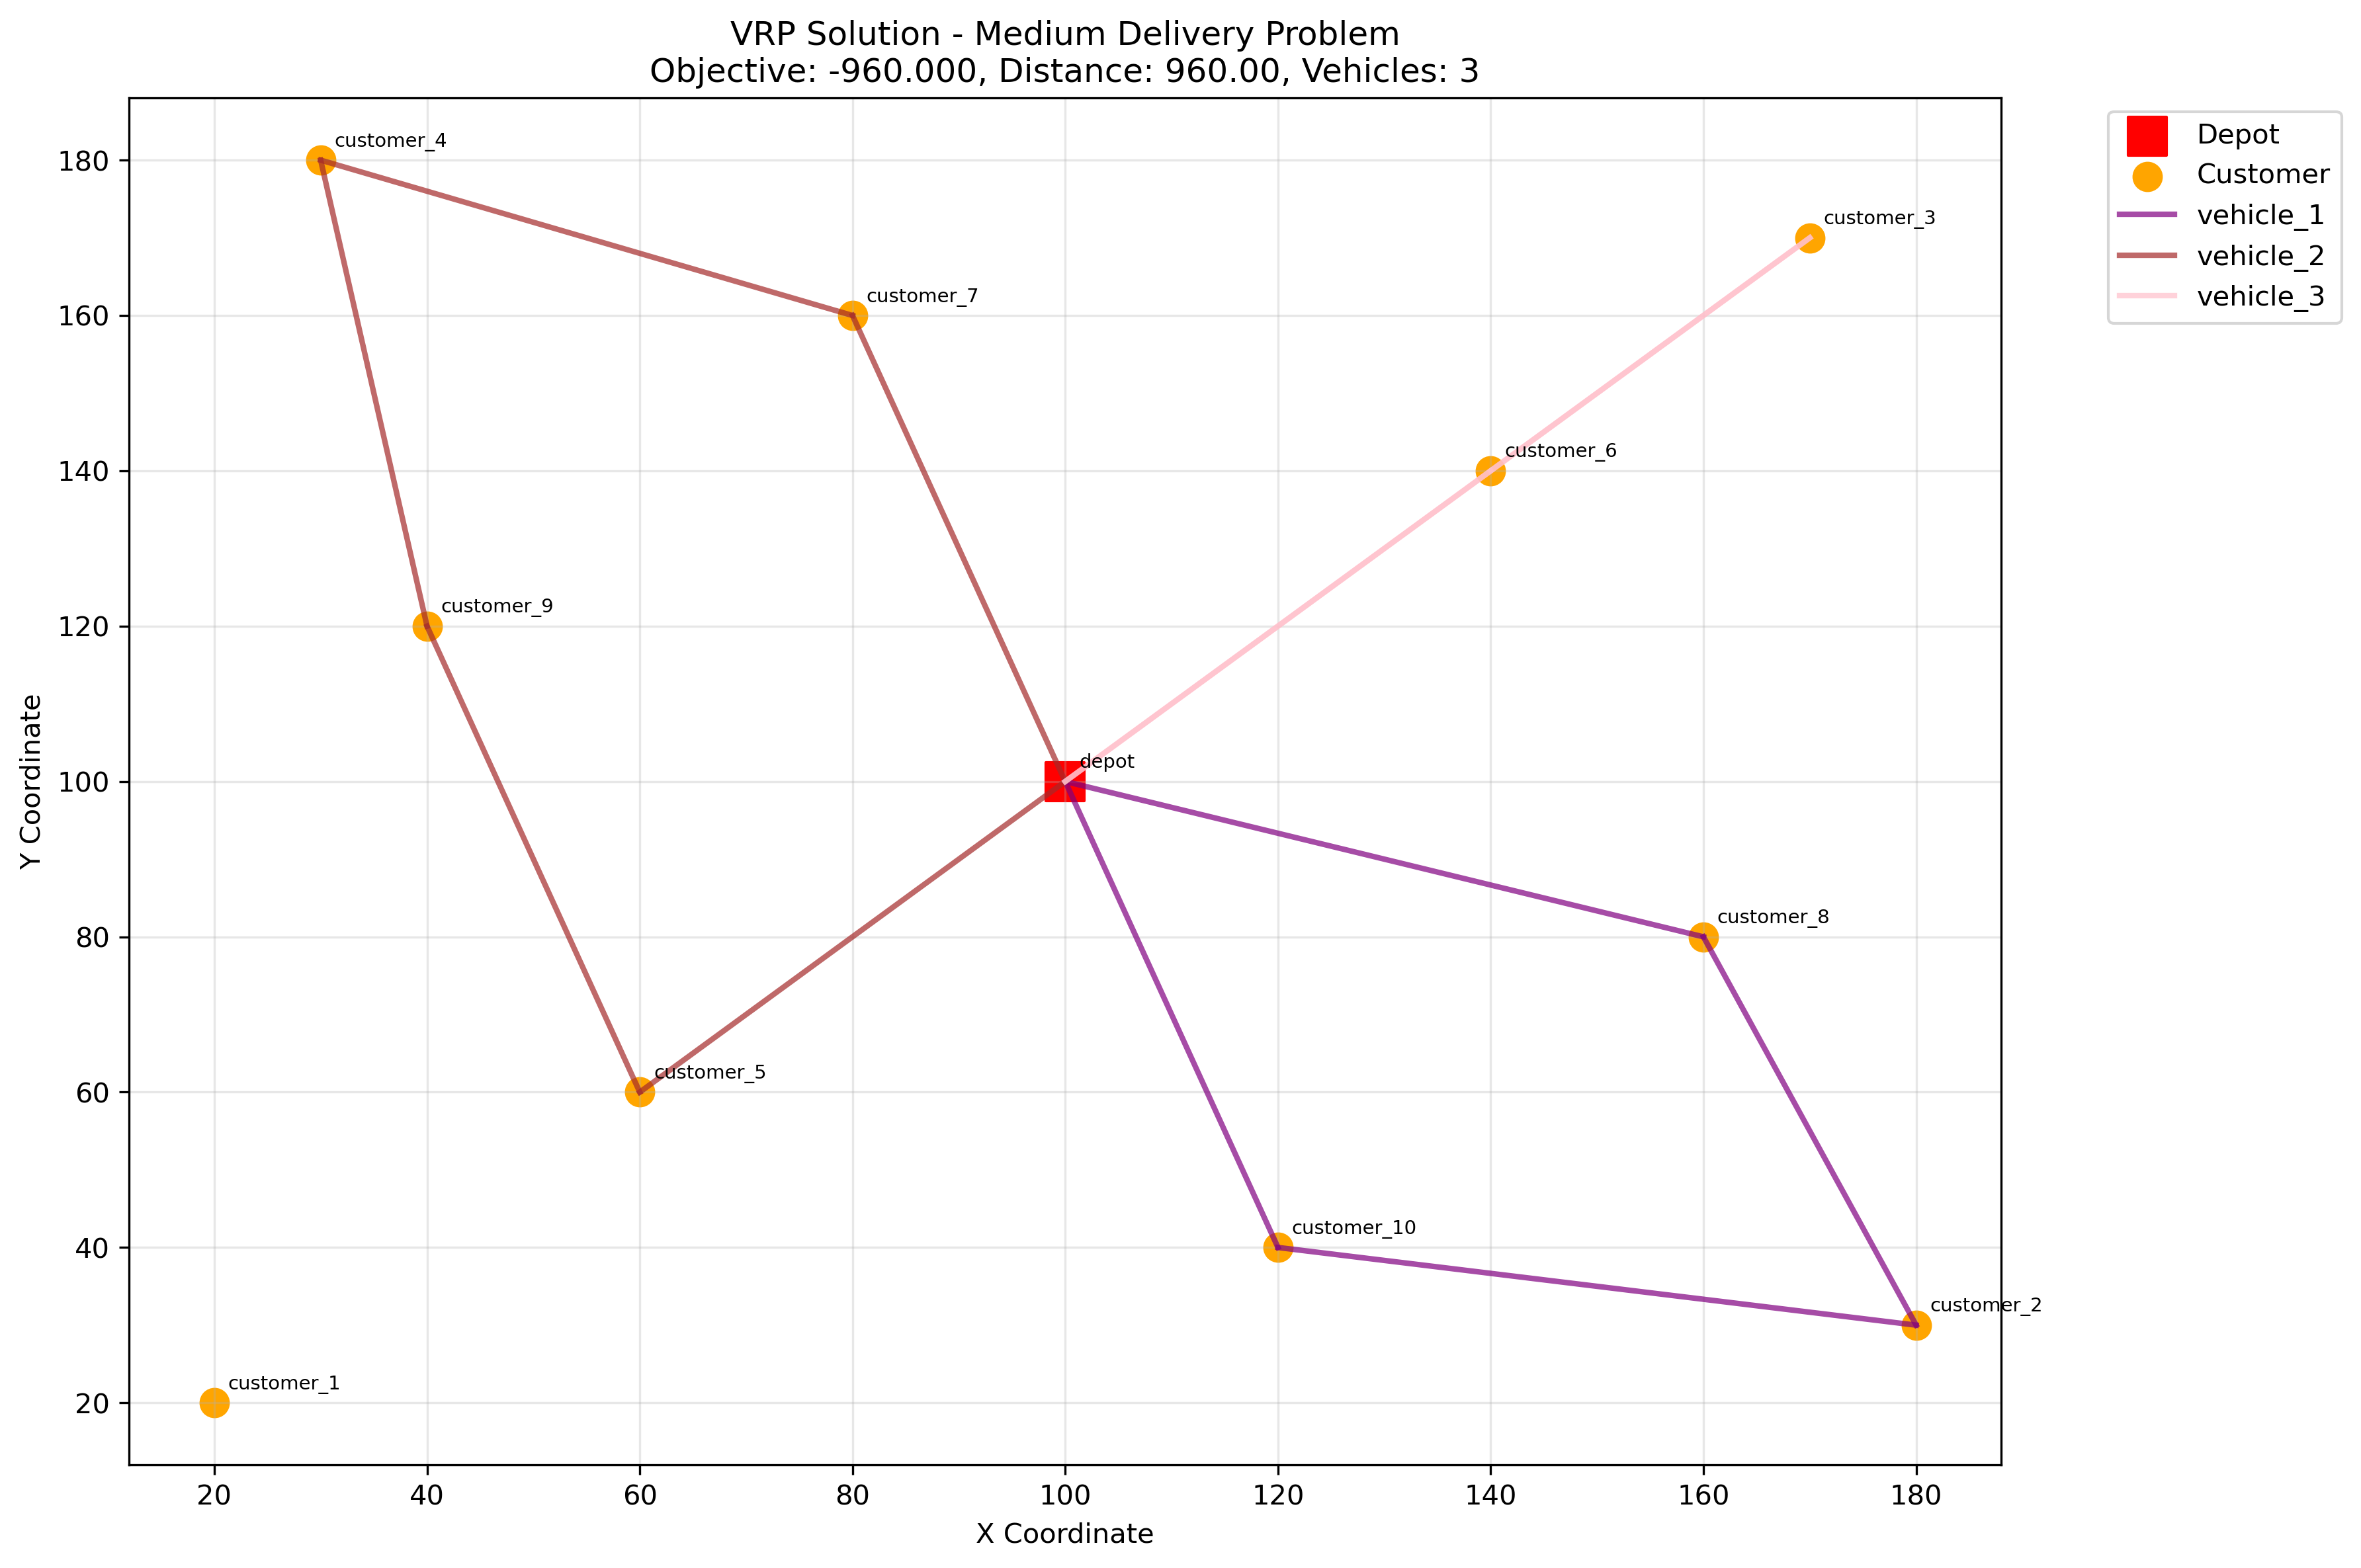 VRP Solution - Medium Delivery Problem
Objective: -960.000, Distance: 960.00, Vehicles: 3
Depot
Customer
vehicle_1
vehicle_2
vehicle_3
customer_4
customer_3
customer_7
customer_6
customer_9
depot
customer_8
customer_5
customer_10
customer_2
customer_1
Y Coordinate
180
160
140
120
100
80
60
40
20
20 40 60 80 100 120 140 160 180
X Coordinate